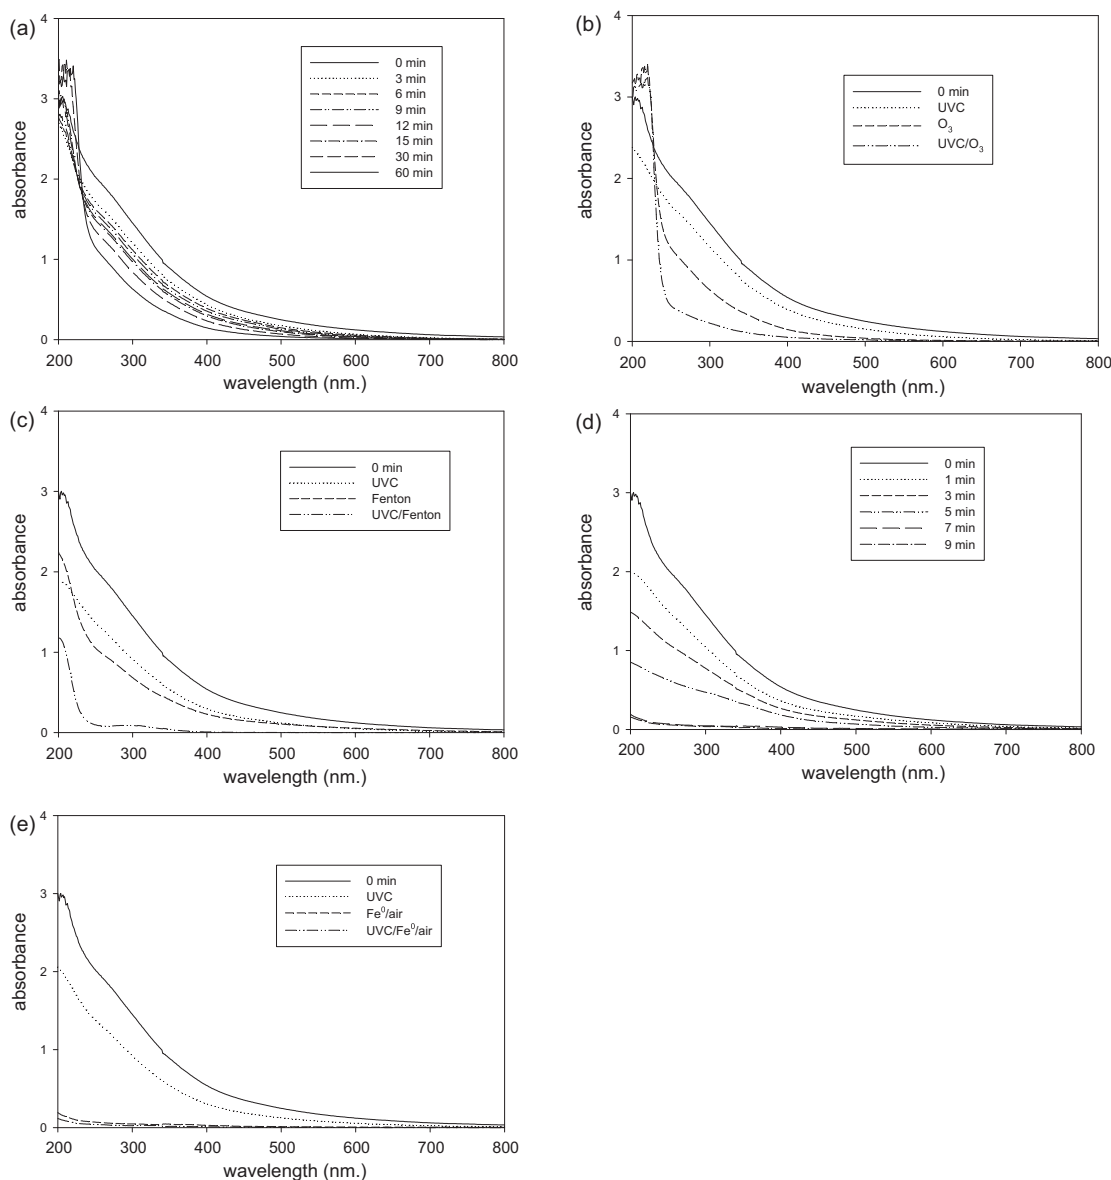 (a)
4
3
2
1
0
absorbance
200 300 400 500 600 700 800
wavelength (nm.)
0 min
3 min
6 min
9 min
12 min
15 min
30 min
60 min
(b)
4
3
2
1
0
absorbance
200 300 400 500 600 700 800
wavelength (nm.)
0 min
UVC
O3
UVC/O3
(c)
4
3
2
1
0
absorbance
200 300 400 500 600 700 800
wavelength (nm.)
0 min
UVC
Fenton
UVC/Fenton
(d)
4
3
2
1
0
absorbance
200 300 400 500 600 700 800
wavelength (nm.)
0 min
1 min
3 min
5 min
7 min
9 min
(e)
4
3
2
1
0
absorbance
200 300 400 500 600 700 800
wavelength (nm.)
0 min
UVC
Fe0/air
UVC/Fe0/air